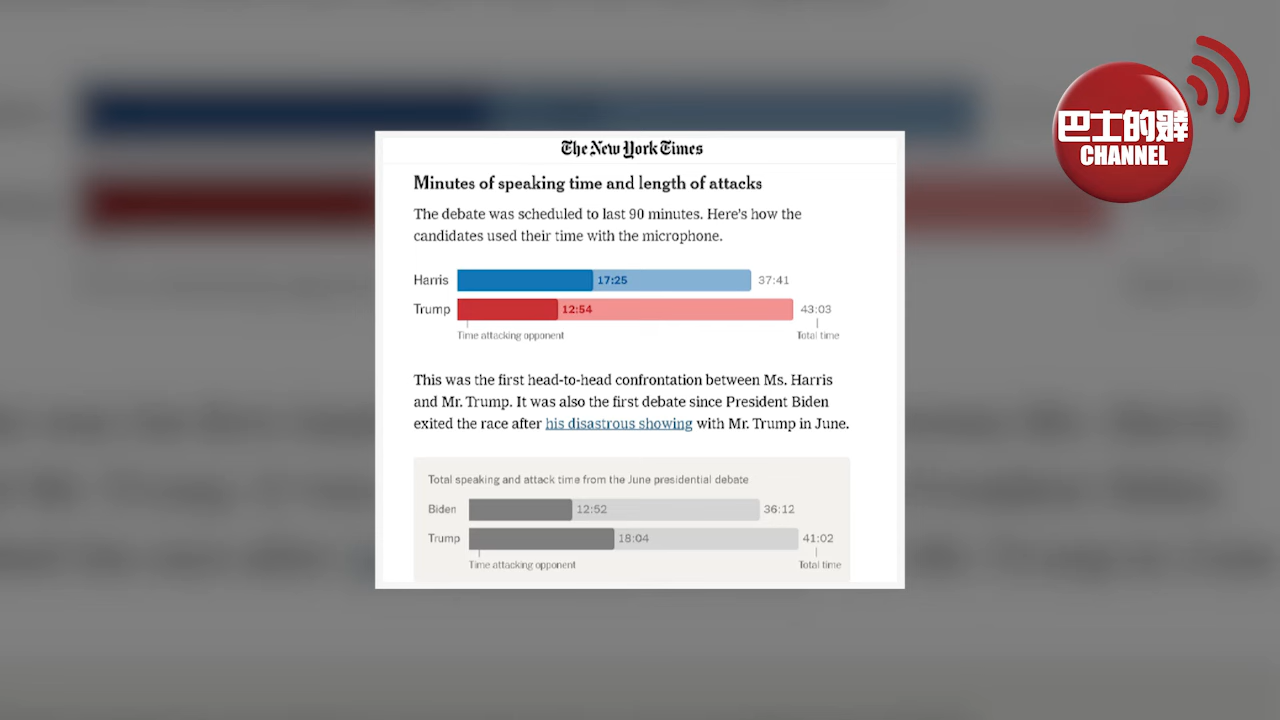 巴士的報
CHANNEL
The New York Times
Minutes of speaking time and length of attacks
The debate was scheduled to last 90 minutes. Here's how the
candidates used their time with the microphone.
Harris 17:25 37:41
Trump 12:54 43:03
Time attacking opponent Total time
This was the first head-to-head confrontation between Ms. Harris
and Mr. Trump. It was also the first debate since President Biden
exited the race after his disastrous showing with Mr. Trump in June.
Total speaking and attack time from the June presidential debate
Biden 12:52 36:12
Trump 18:04 41:02
Time attacking opponent Total time